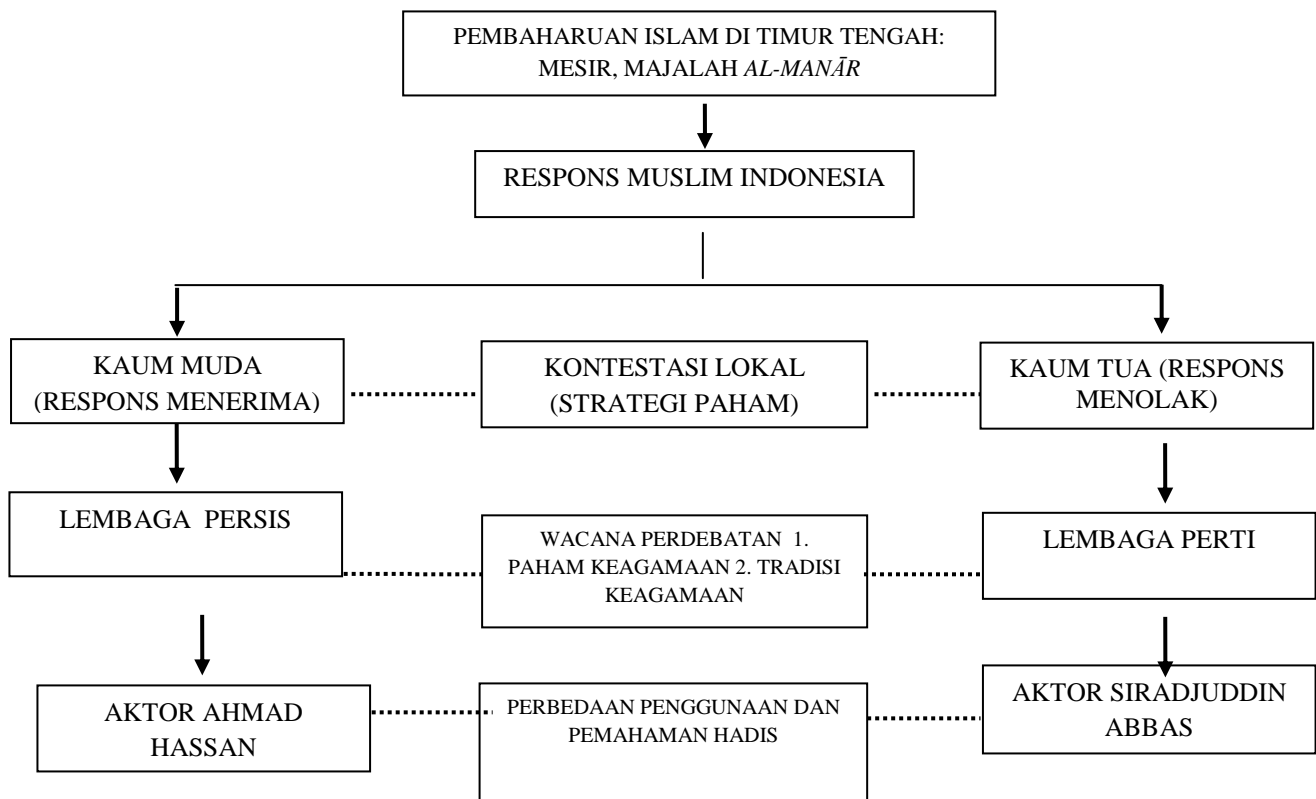 PEMBAHARUAN ISLAM DI TIMUR TENGAH:
MESIR, MAJALAH AL-MANĀR
RESPONS MUSLIM INDONESIA
KAUM MUDA
(RESPONS MENERIMA)
KONTESTASI LOKAL
(STRATEGI PAHAM)
KAUM TUA (RESPONS
MENOLAK)
LEMBAGA PERSIS
WACANA PERDEBATAN 1.
PAHAM KEAGAMAAN 2. TRADISI
KEAGAMAAN
LEMBAGA PERTI
AKTOR AHMAD
HASSAN
PERBEDAAN PENGGUNAAN DAN
PEMAHAMAN HADIS
AKTOR SIRADJUDDIN
ABBAS